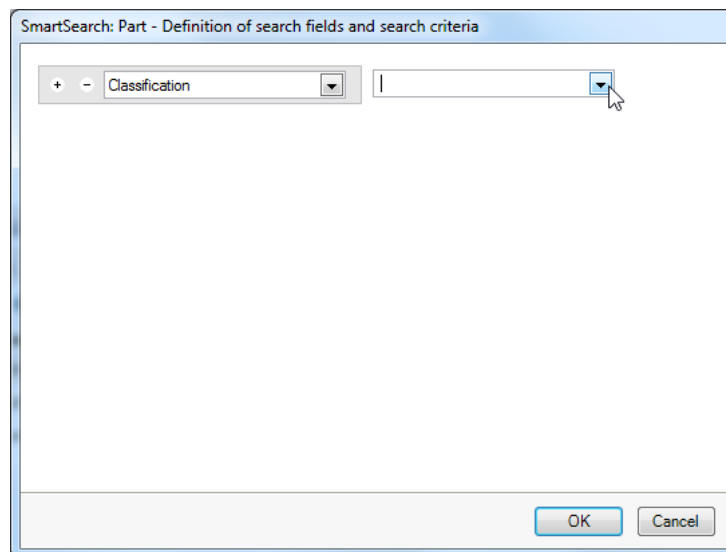 SmartSearch: Part - Definition of search fields and search criteria
+ - Classification
OK Cancel